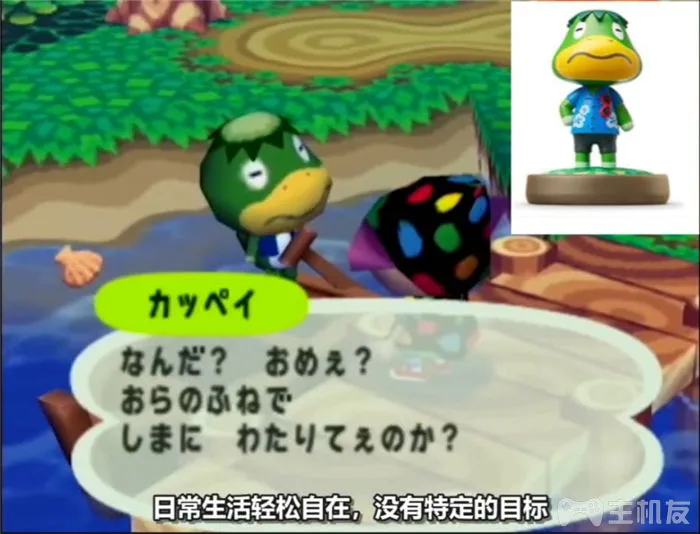 カッペイ
なんだ？ おめぇ？
おらのふねで
しまに わたりてぇのか？
日常生活轻松自在，没有特定的目标
主机友